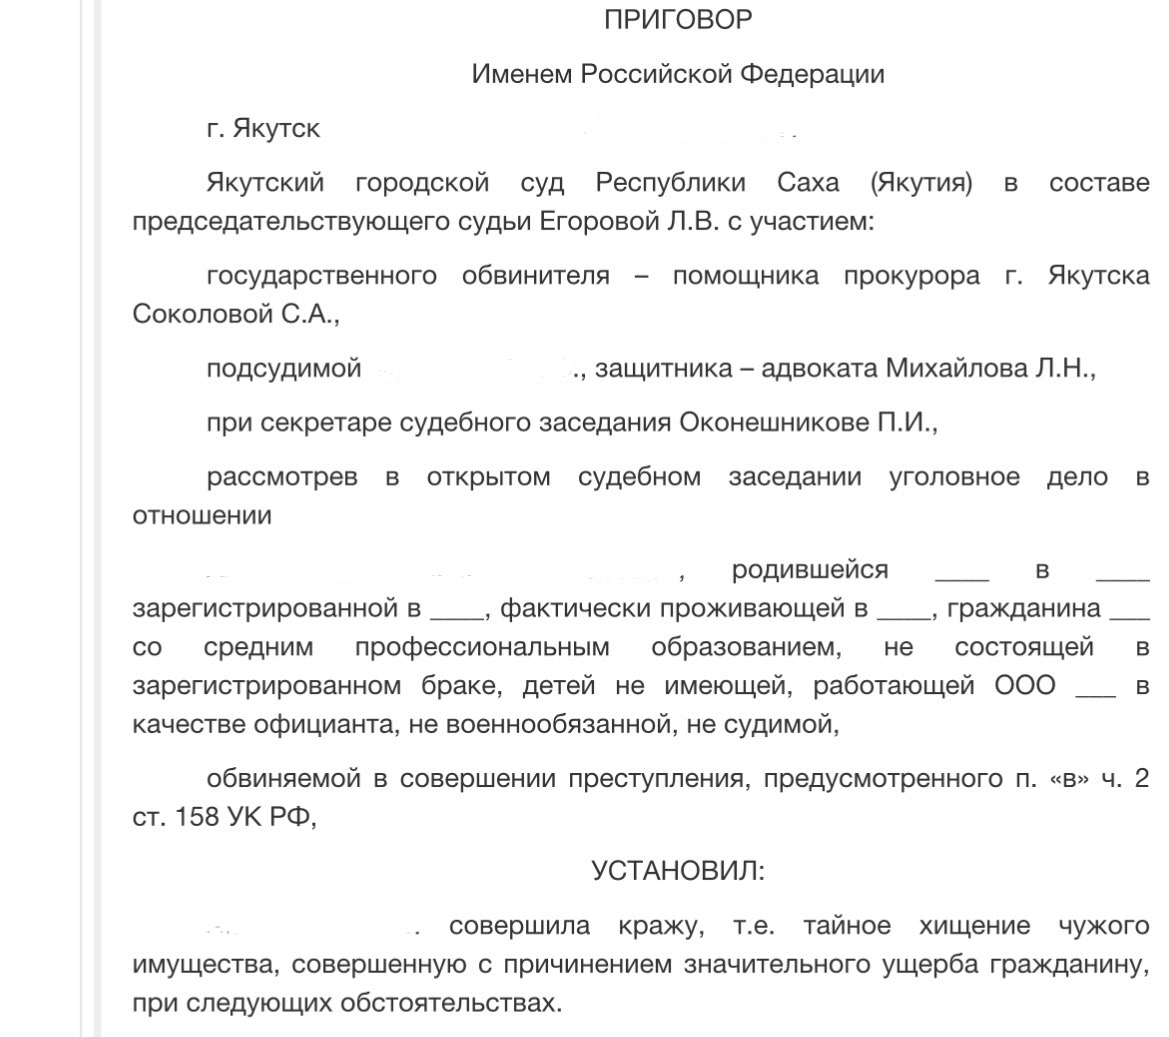 ПРИГОВОР
Именем Российской Федерации
г. Якутск
Якутский городской суд Республики Саха (Якутия) в составе
председательствующего судьи Егоровой Л.В. с участием:
государственного обвинителя – помощника прокурора г. Якутска
Соколовой С.А.,
подсудимой ., защитника – адвоката Михайлова Л.Н.,
при секретаре судебного заседания Оконешникове П.И.,
рассмотрев в открытом судебном заседании уголовное дело в
отношении
, родившейся ____ в ____
зарегистрированной в ____, фактически проживающей в ____, гражданина ___
со средним профессиональным образованием, не состоящей в
зарегистрированном браке, детей не имеющей, работающей ООО ___ в
качестве официанта, не военнообязанной, не судимой,
обвиняемой в совершении преступления, предусмотренного п. «в» ч. 2
ст. 158 УК РФ,
УСТАНОВИЛ:
. совершила кражу, т.е. тайное хищение чужого
имущества, совершенную с причинением значительного ущерба гражданину,
при следующих обстоятельствах.